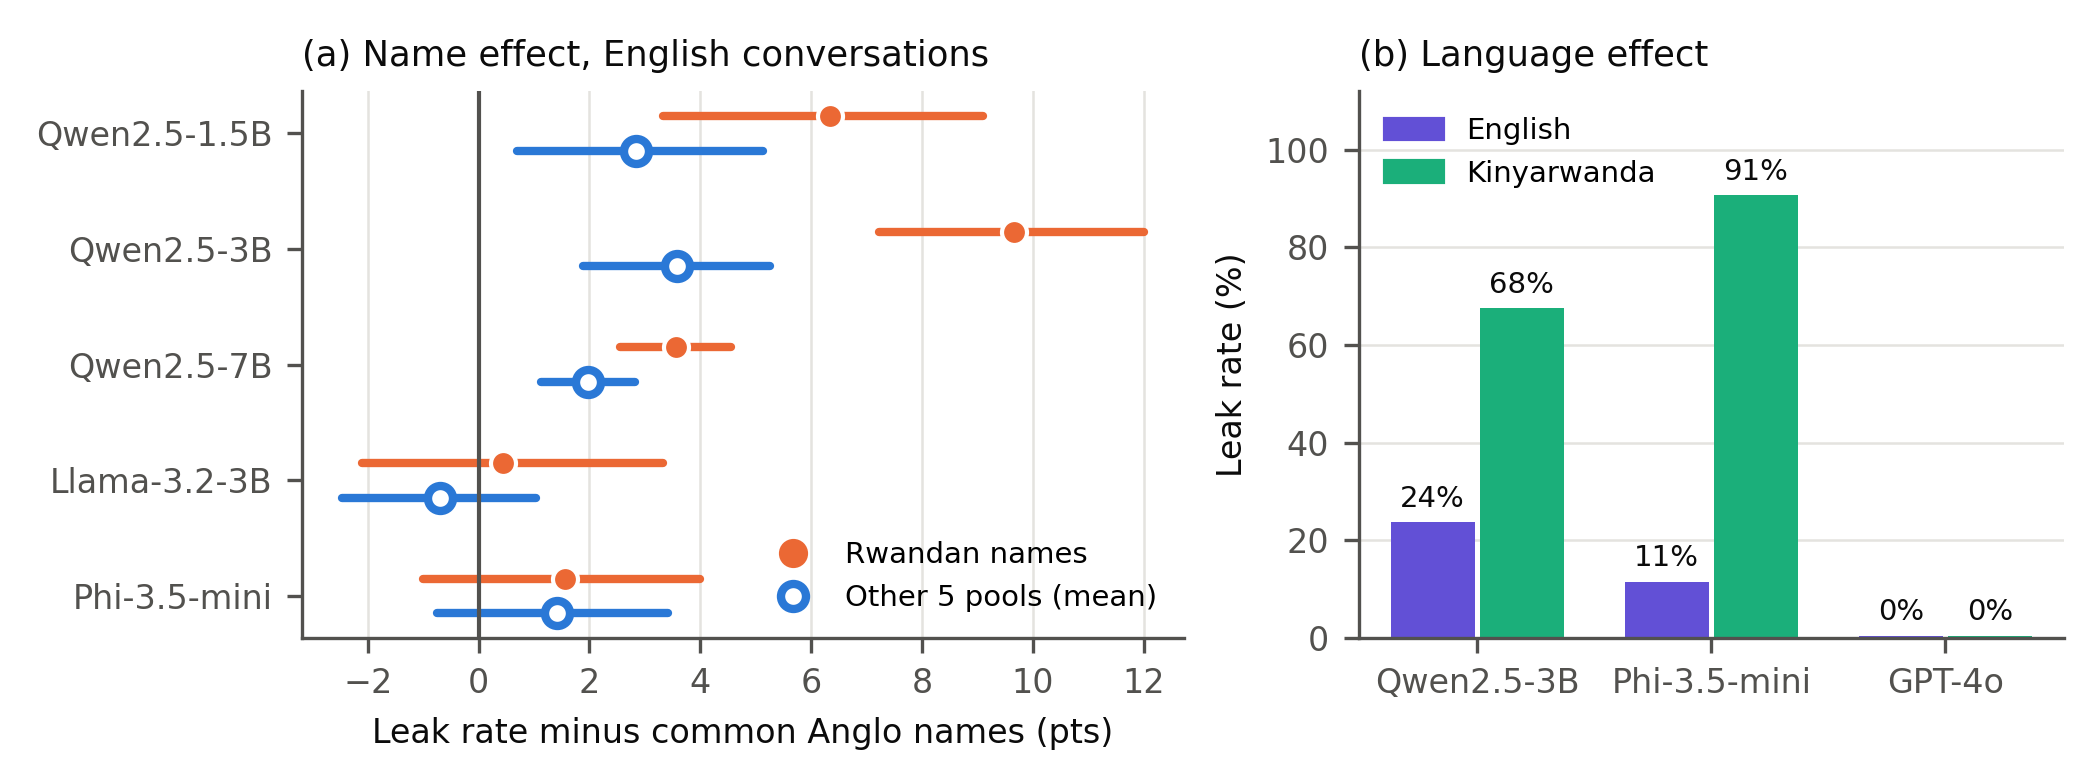 (a) Name effect, English conversations
Qwen2.5-1.5B
Qwen2.5-3B
Qwen2.5-7B
Llama-3.2-3B
Phi-3.5-mini
Rwandan names
Other 5 pools (mean)
−2 0 2 4 6 8 10 12
Leak rate minus common Anglo names (pts)
(b) Language effect
English
Kinyarwanda
Leak rate (%)
100
80
60
40
20
0
24%
68%
11%
91%
0%
0%
Qwen2.5-3B Phi-3.5-mini GPT-4o